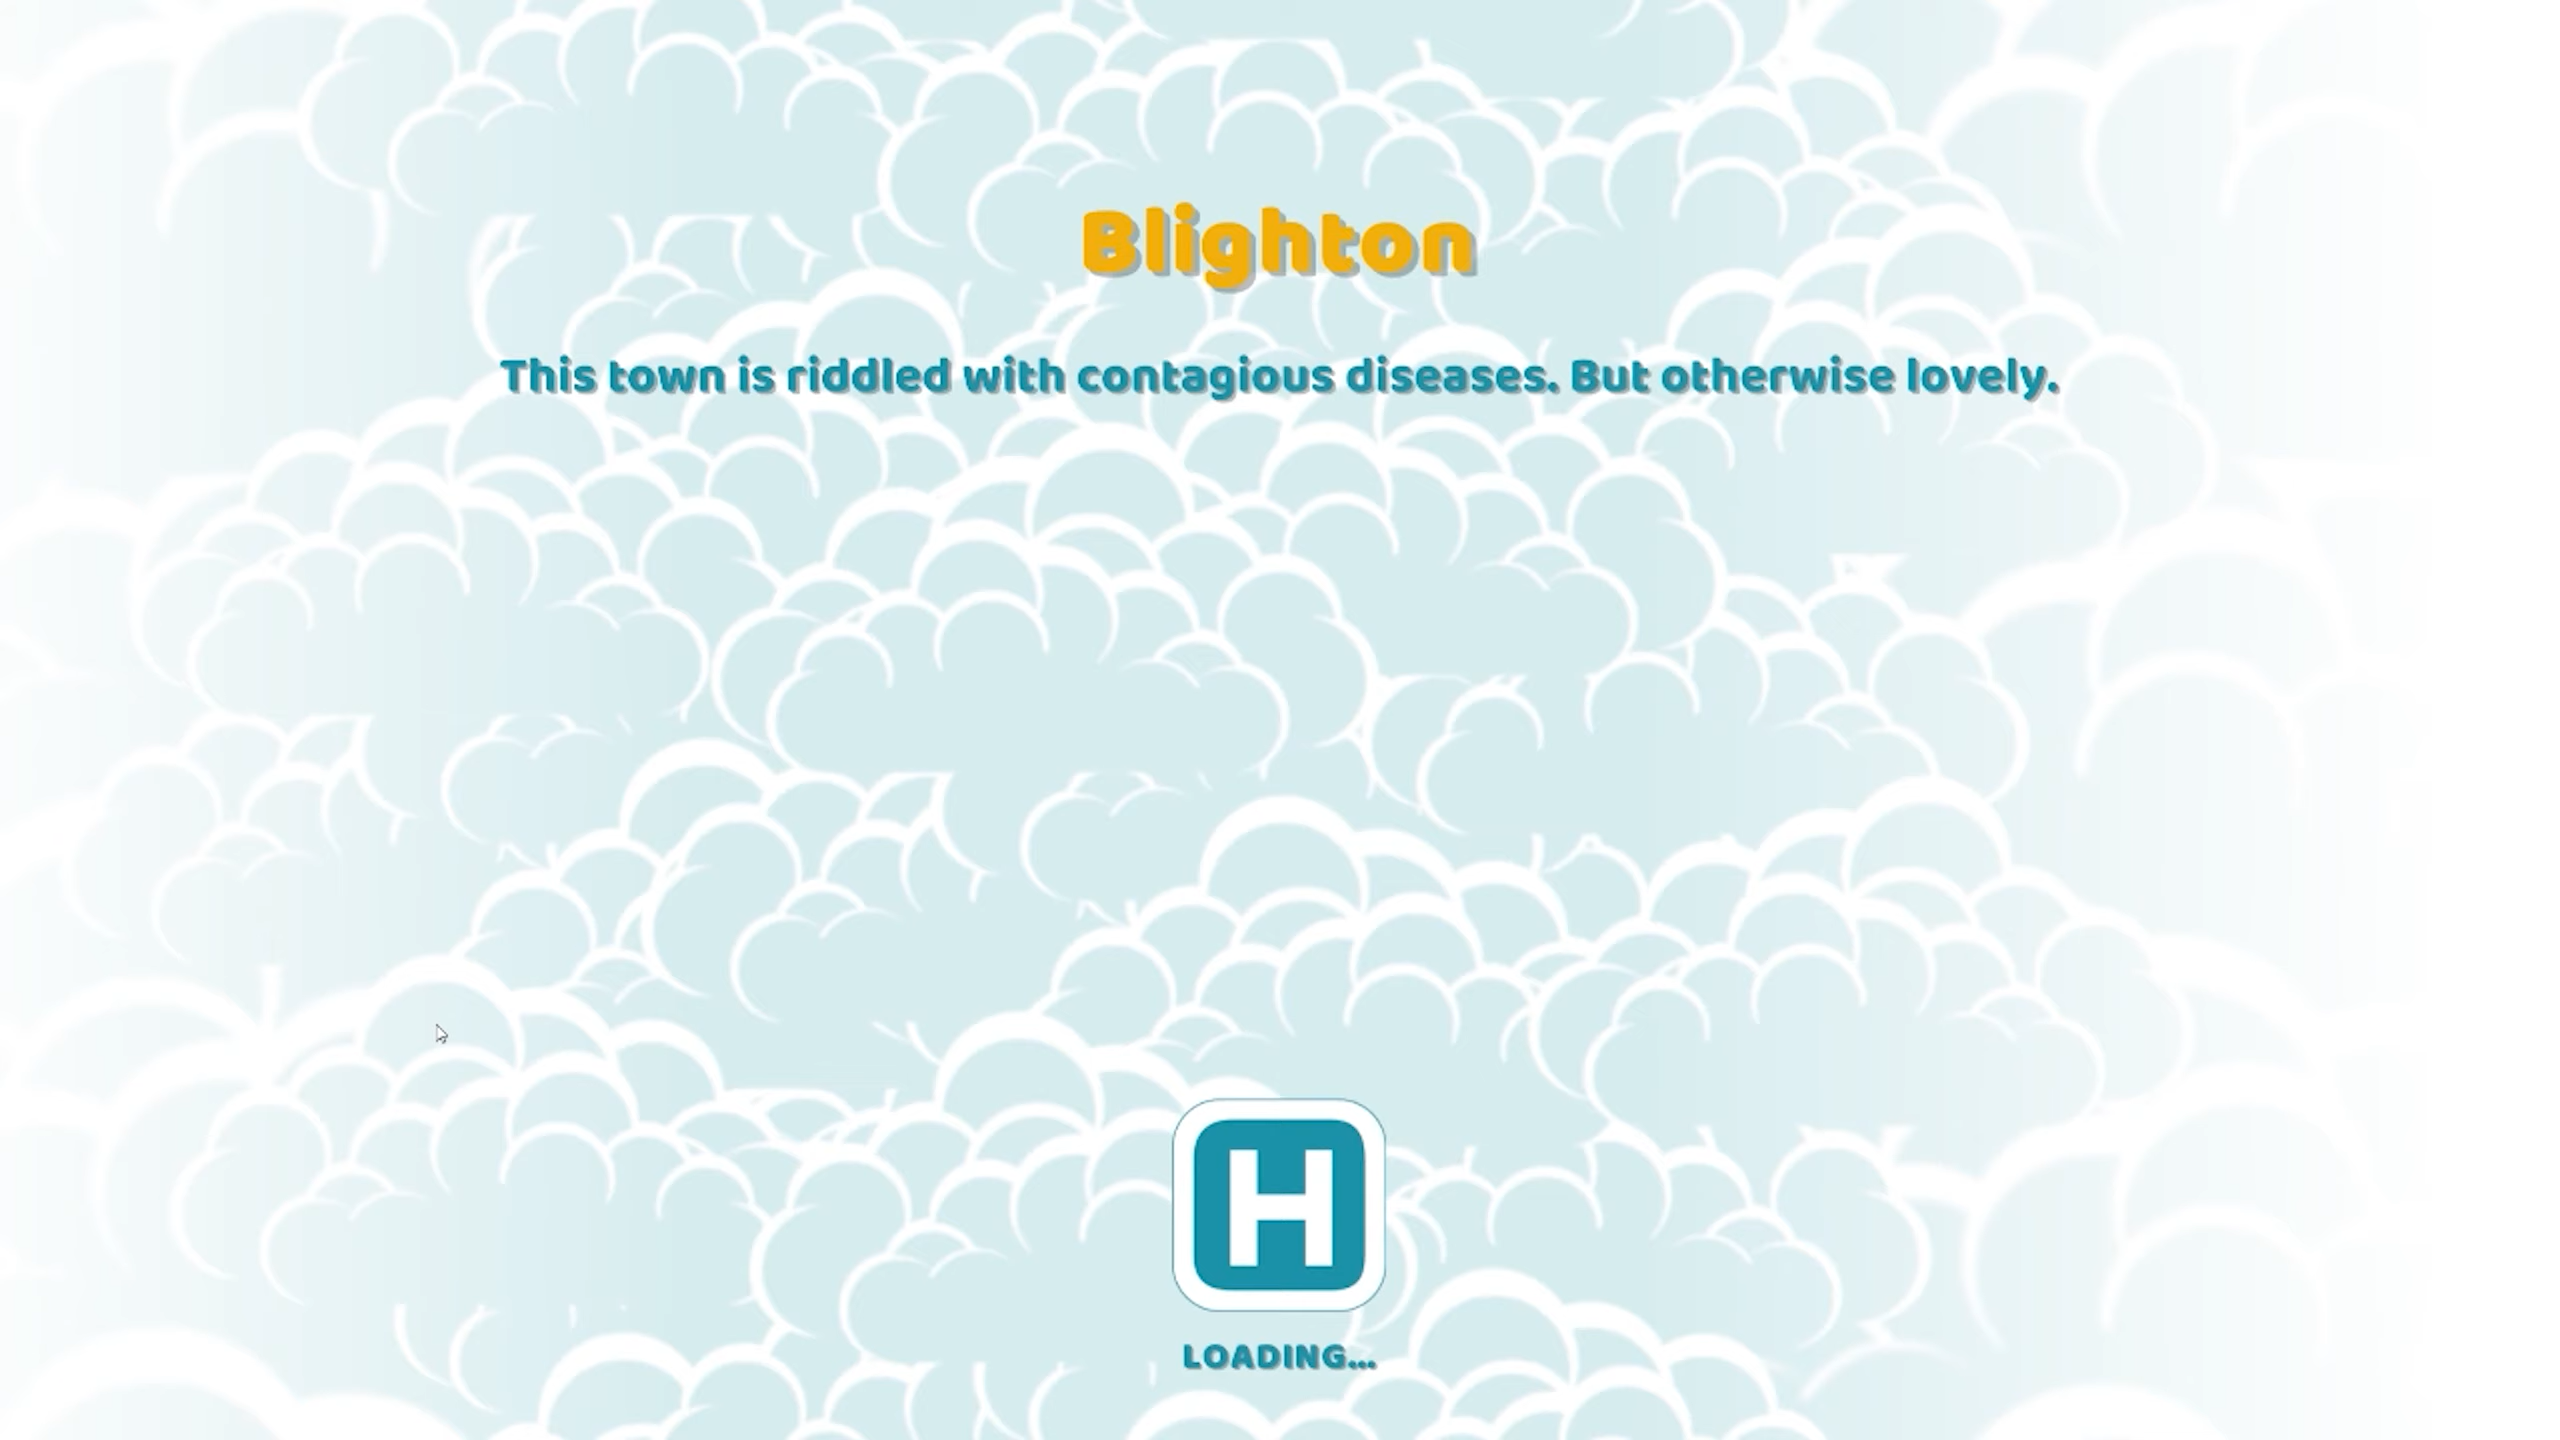 Blighton
This town is riddled with contagious diseases. But otherwise lovely.
H
LOADING...